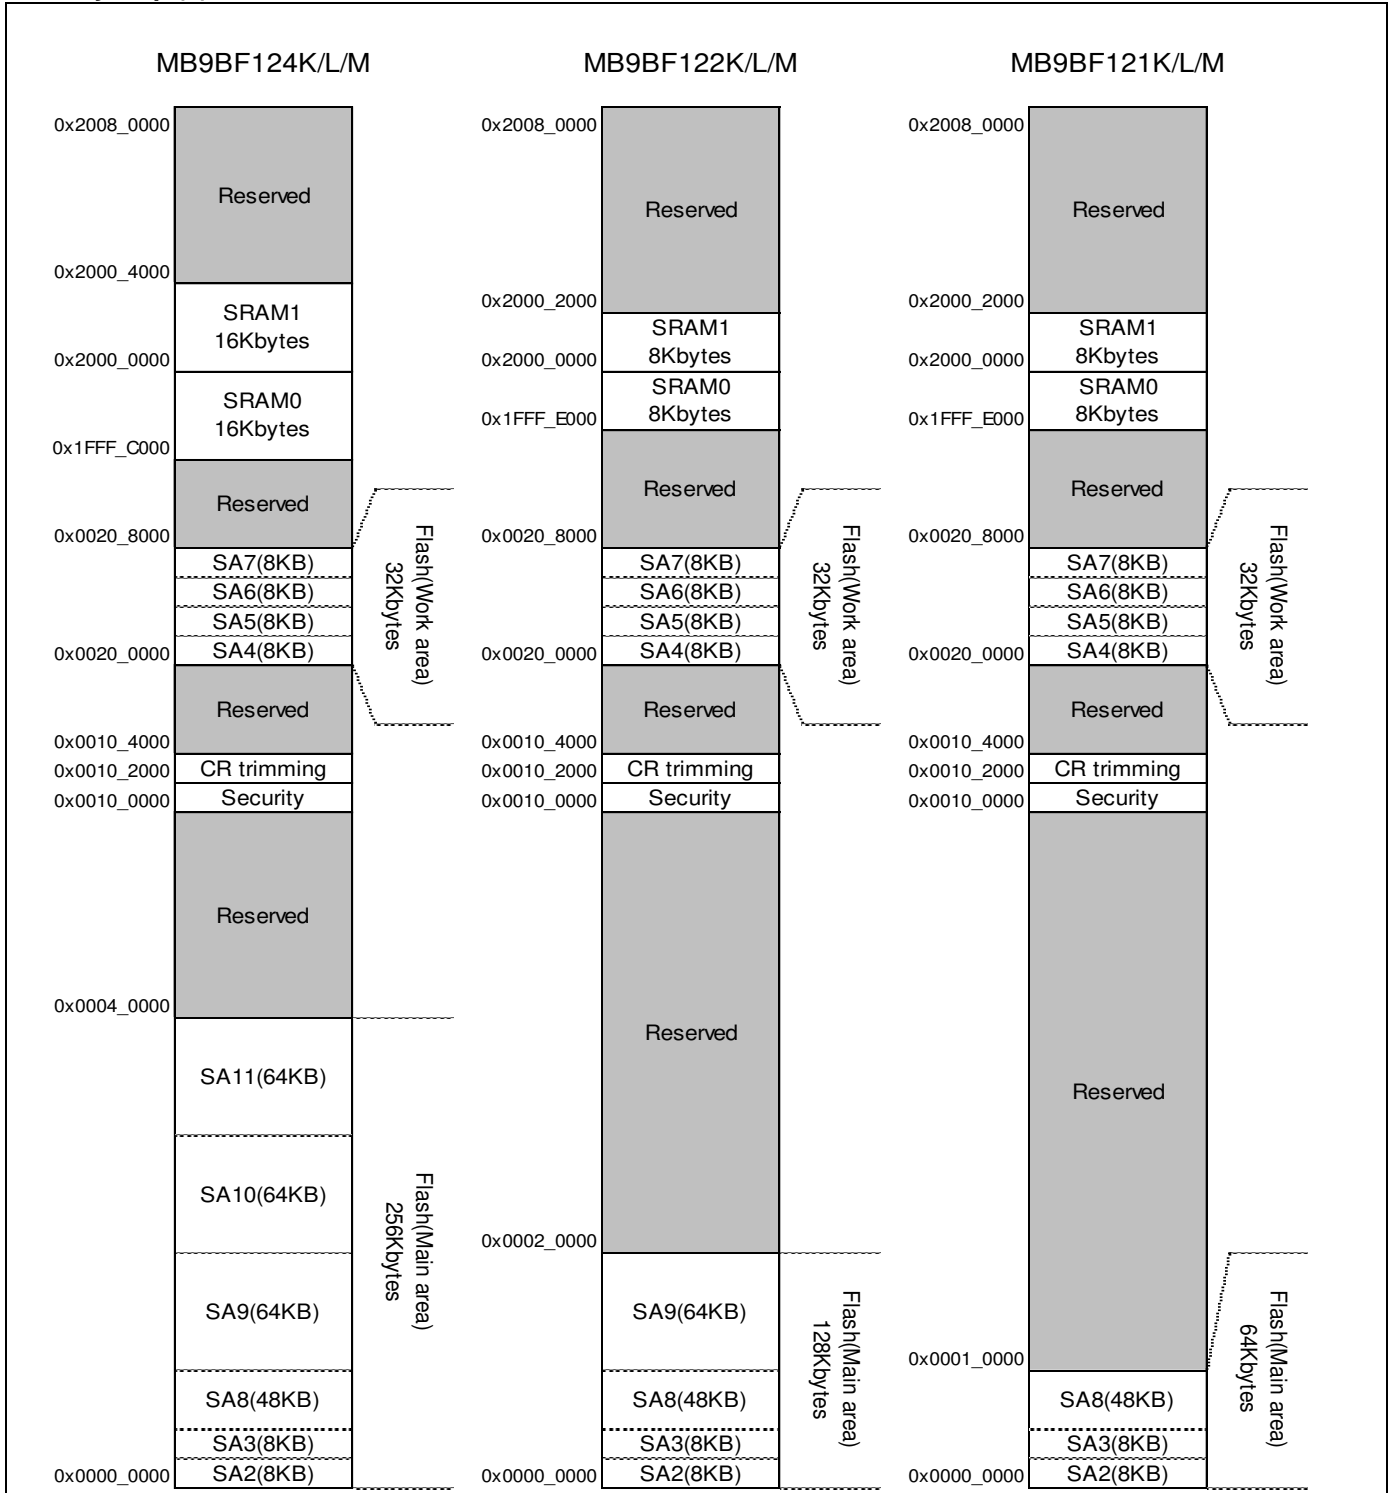 MB9BF124K/L/M
0x2008_0000
Reserved
0x2000_4000
SRAM1
16Kbytes
0x2000_0000
SRAM0
16Kbytes
0x1FFF_C000
Reserved
0x0020_8000
SA7(8KB)
SA6(8KB)
SA5(8KB)
SA4(8KB)
0x0020_0000
Flash(Work area)
32Kbytes
Reserved
0x0010_4000
CR trimming
0x0010_2000
Security
0x0010_0000
Reserved
0x0004_0000
SA11(64KB)
SA10(64KB)
SA9(64KB)
SA8(48KB)
SA3(8KB)
SA2(8KB)
0x0000_0000
Flash(Main area)
256Kbytes
MB9BF122K/L/M
0x2008_0000
Reserved
0x2000_2000
SRAM1
8Kbytes
0x2000_0000
SRAM0
8Kbytes
0x1FFF_E000
Reserved
0x0020_8000
SA7(8KB)
SA6(8KB)
SA5(8KB)
SA4(8KB)
0x0020_0000
Flash(Work area)
32Kbytes
Reserved
0x0010_4000
CR trimming
0x0010_2000
Security
0x0010_0000
Reserved
0x0002_0000
SA9(64KB)
SA8(48KB)
SA3(8KB)
SA2(8KB)
0x0000_0000
Flash(Main area)
128Kbytes
MB9BF121K/L/M
0x2008_0000
Reserved
0x2000_2000
SRAM1
8Kbytes
0x2000_0000
SRAM0
8Kbytes
0x1FFF_E000
Reserved
0x0020_8000
SA7(8KB)
SA6(8KB)
SA5(8KB)
SA4(8KB)
0x0020_0000
Flash(Work area)
32Kbytes
Reserved
0x0010_4000
CR trimming
0x0010_2000
Security
0x0010_0000
Reserved
0x0001_0000
SA8(48KB)
SA3(8KB)
SA2(8KB)
0x0000_0000
Flash(Main area)
64Kbytes